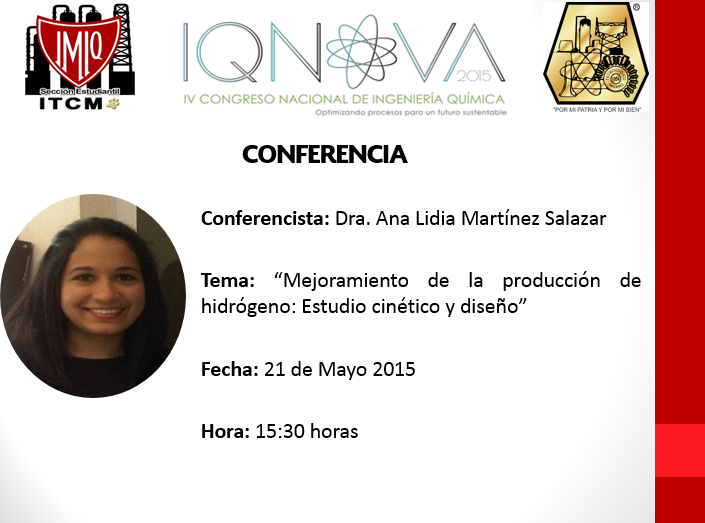 IMIQ
Sección Estudiantil
ITCM
IQNOVA
2015
IV CONGRESO NACIONAL DE INGENIERÍA QUÍMICA
Optimizando procesos para un futuro sustentable
®
"POR MI PATRIA Y POR MI BIEN"
CONFERENCIA
Conferencista: Dra. Ana Lidia Martínez Salazar
Tema: “Mejoramiento de la producción de
hidrógeno: Estudio cinético y diseño”
Fecha: 21 de Mayo 2015
Hora: 15:30 horas